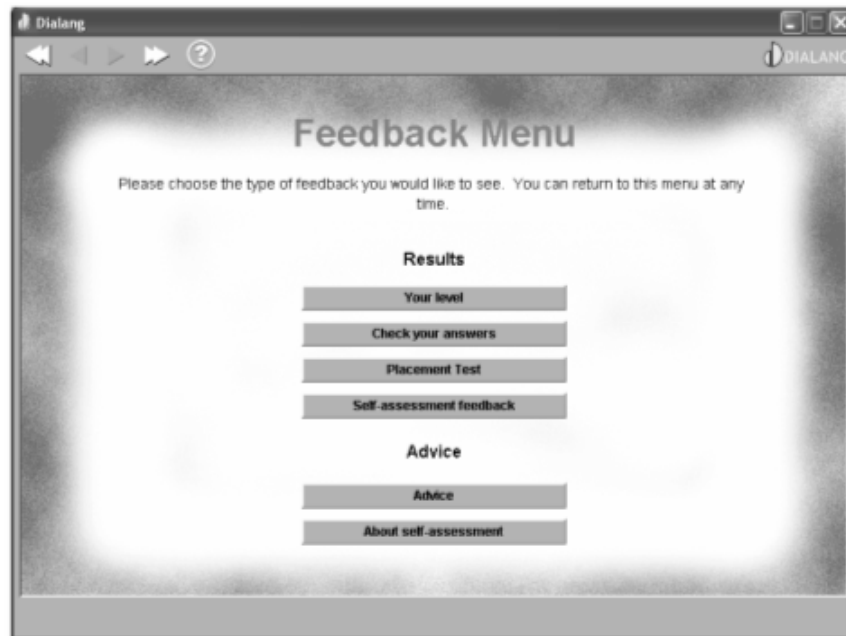 Dialang
?
DIALANG
Feedback Menu
Please choose the type of feedback you would like to see. You can return to this menu at any
time.
Results
Your level
Check your answers
Placement Test
Self-assessment feedback
Advice
Advice
About self-assessment